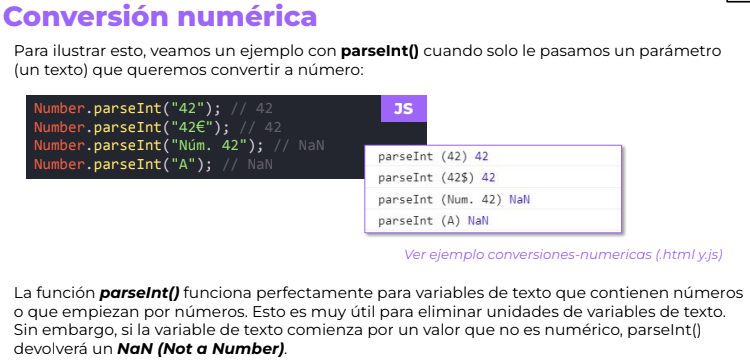 Conversión numérica
Para ilustrar esto, veamos un ejemplo con parseInt() cuando solo le pasamos un parámetro
(un texto) que queremos convertir a número:
JS
Number.parseInt("42"); // 42
Number.parseInt("42€"); // 42
Number.parseInt("Núm. 42"); // NaN
Number.parseInt("A"); // NaN
parseInt (42) 42
parseInt (42$) 42
parseInt (Num. 42) NaN
parseInt (A) NaN
Ver ejemplo conversiones-numericas (.html y.js)
La función parseInt() funciona perfectamente para variables de texto que contienen números
o que empiezan por números. Esto es muy útil para eliminar unidades de variables de texto.
Sin embargo, si la variable de texto comienza por un valor que no es numérico, parseInt()
devolverá un NaN (Not a Number).